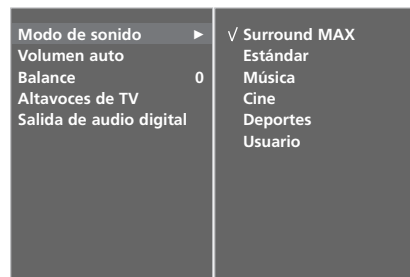 Modo de sonido ►
Volumen auto
Balance 0
Altavoces de TV
Salida de audio digital
√ Surround MAX
Estándar
Música
Cine
Deportes
Usuario